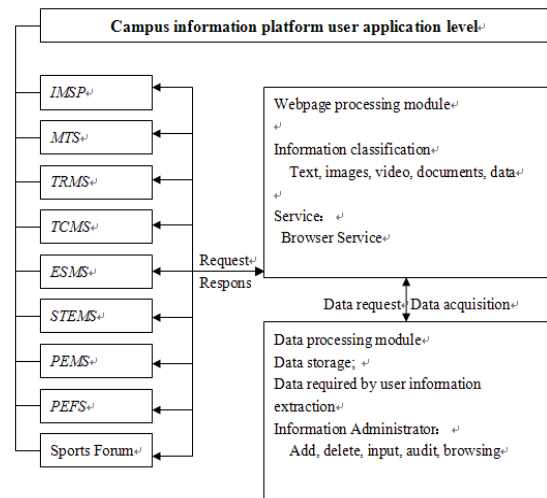 Campus information platform user application level
IMSP
MTS
TRMS
TCMS
ESMS
STEMS
PEMS
PEFS
Sports Forum
Request
Respons
Webpage processing module
Information classification
Text, images, video, documents, data
Service：
Browser Service
Data request
Data acquisition
Data processing module
Data storage;
Data required by user information
extraction
Information Administrator：
Add, delete, input, audit, browsing